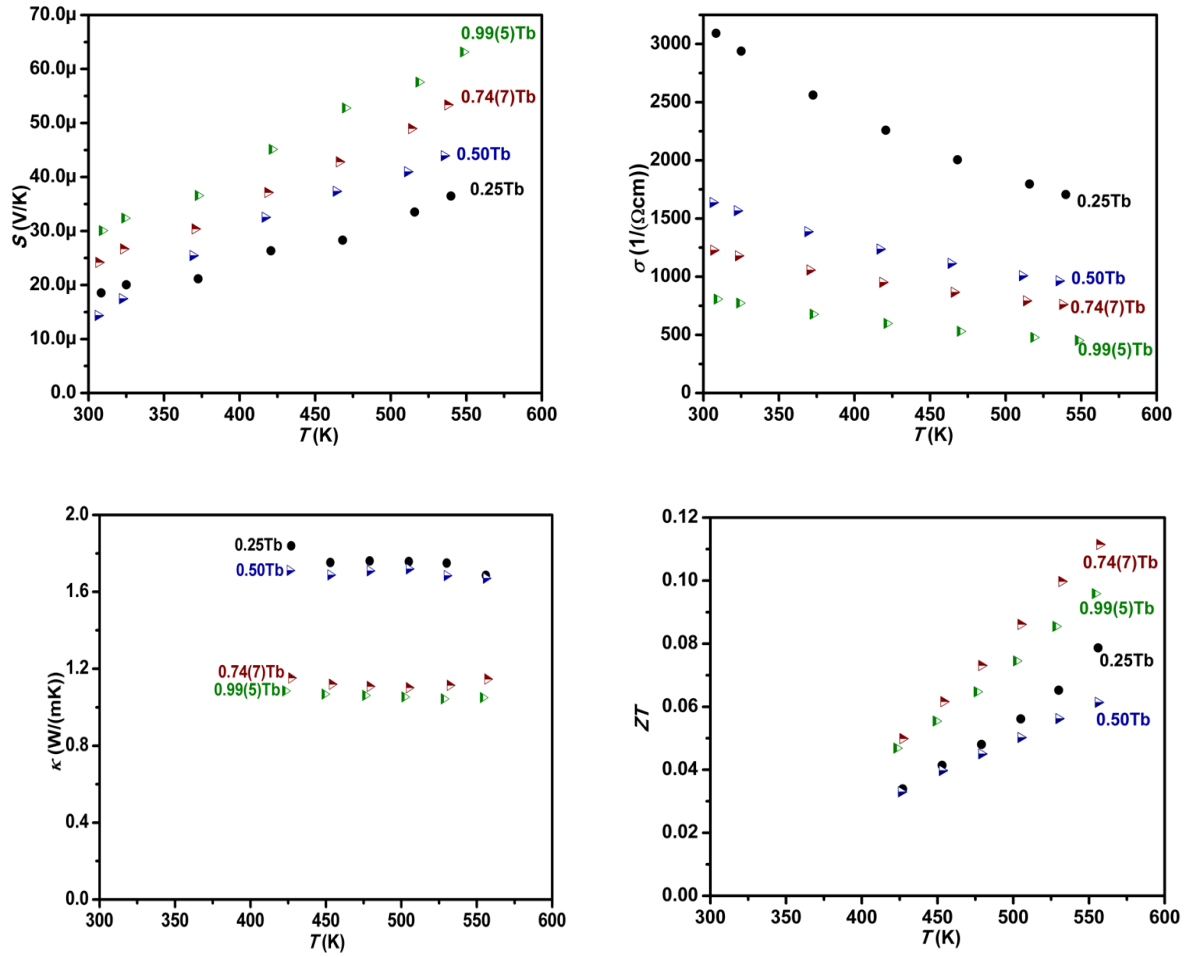 70.0µ
60.0µ
50.0µ
40.0µ
30.0µ
20.0µ
10.0µ
0.0
S (V/K)
0.99(5)Tb
0.74(7)Tb
0.50Tb
0.25Tb
300 350 400 450 500 550 600
T (K)
3000
2500
2000
1500
1000
500
0
σ (1/(Ωcm))
0.25Tb
0.50Tb
0.74(7)Tb
0.99(5)Tb
300 350 400 450 500 550 600
T (K)
2.0
1.6
1.2
0.8
0.4
0.0
κ (W/(mK))
0.25Tb
0.50Tb
0.74(7)Tb
0.99(5)Tb
300 350 400 450 500 550 600
T (K)
0.12
0.10
0.08
0.06
0.04
0.02
0.00
ZT
0.74(7)Tb
0.99(5)Tb
0.25Tb
0.50Tb
300 350 400 450 500 550 600
T (K)